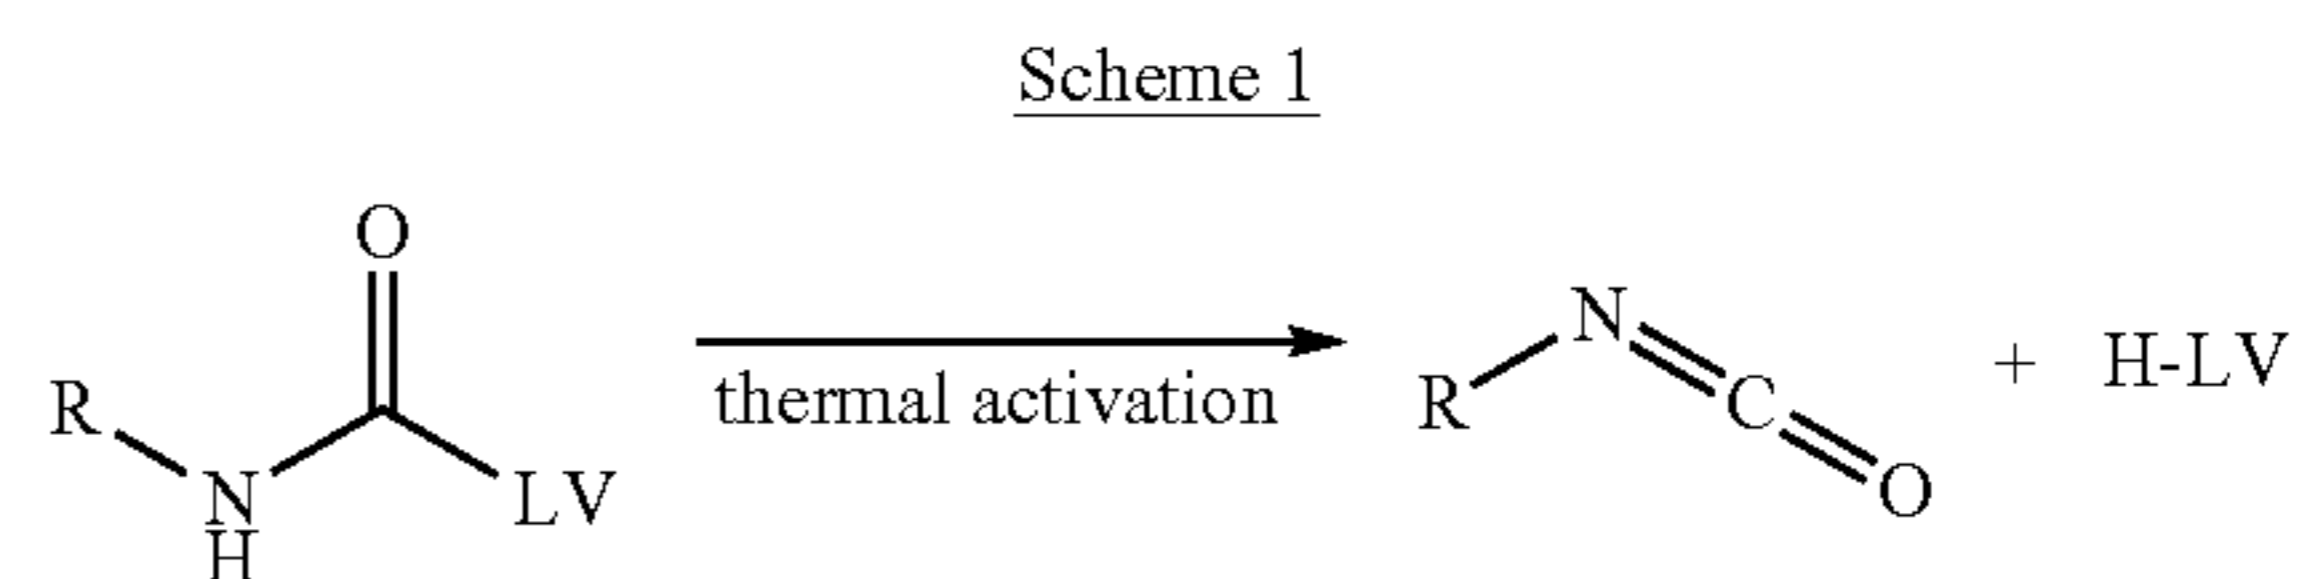 Scheme 1
O
R
N
H
LV
thermal activation
R
N
C
O
+ H-LV